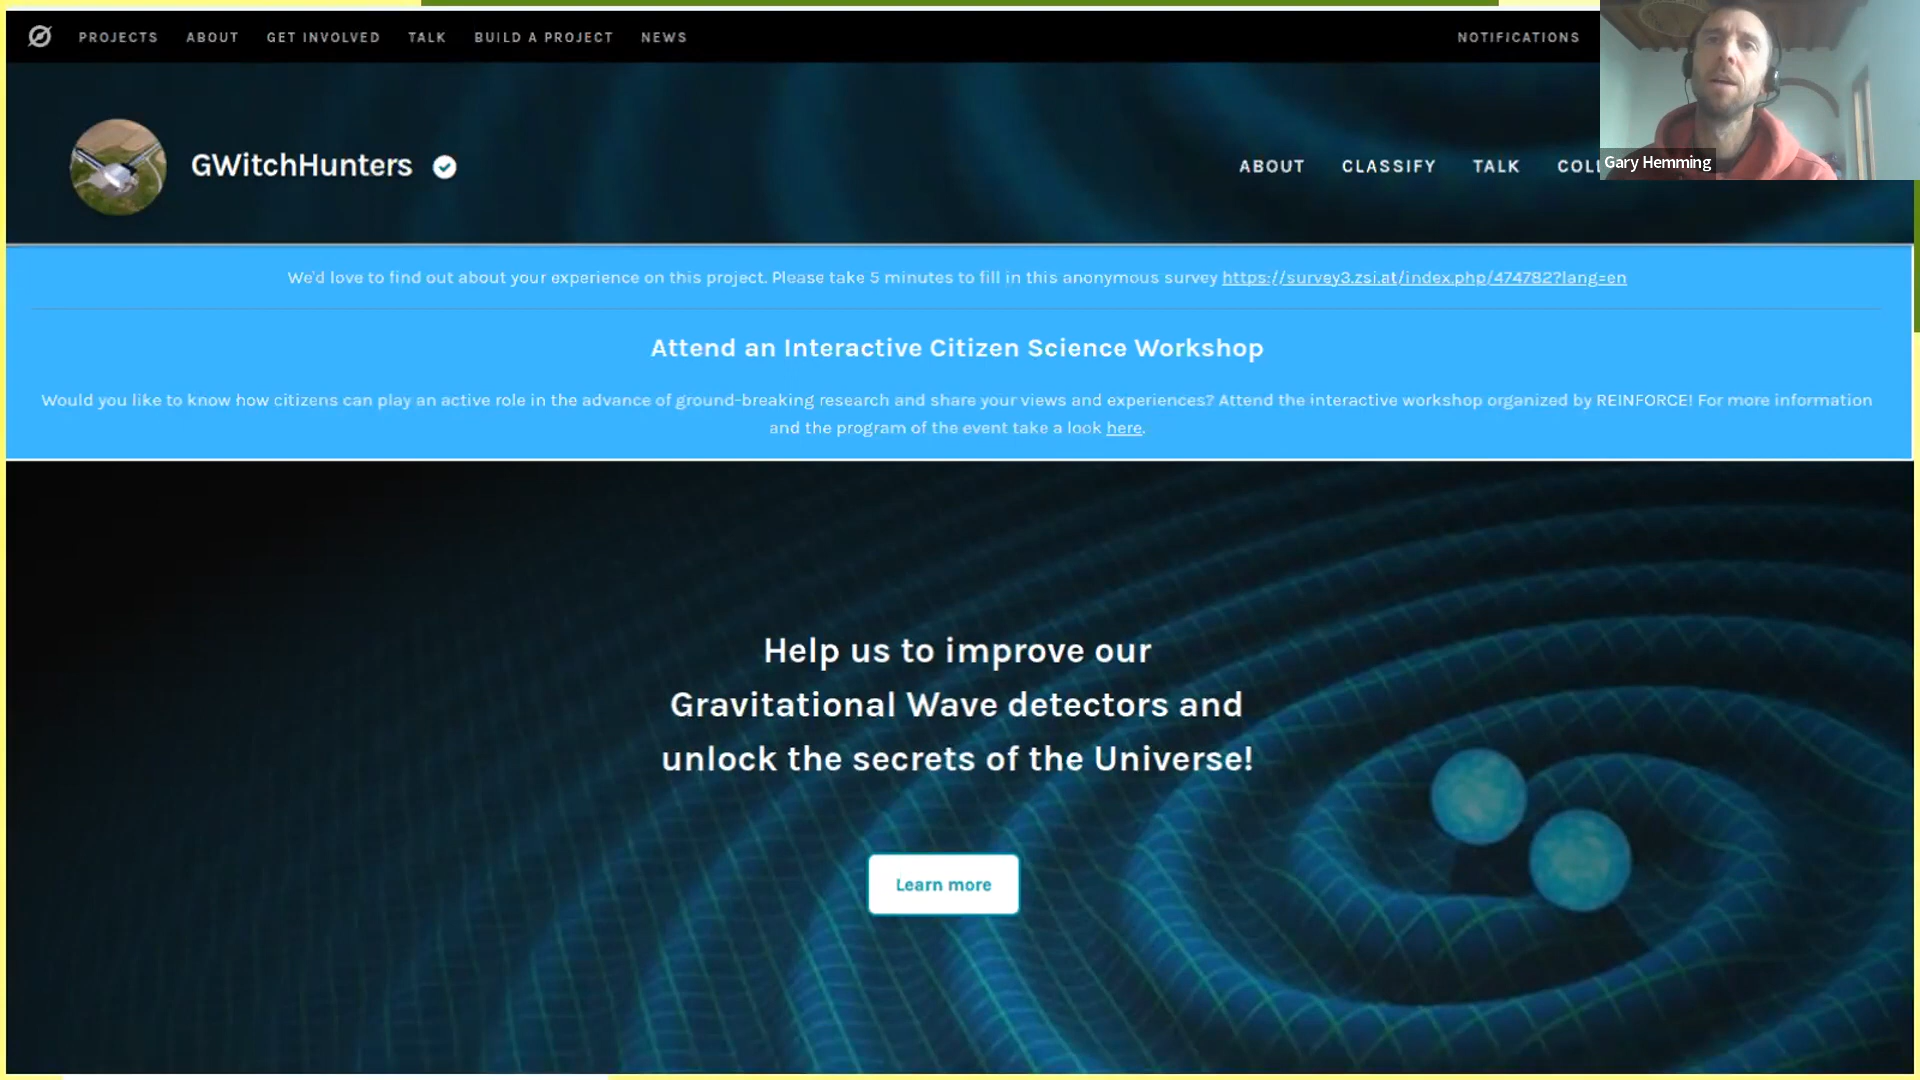 PROJECTS ABOUT GET INVOLVED TALK BUILD A PROJECT NEWS NOTIFICATIONS
GWitchHunters
ABOUT CLASSIFY TALK
Gary Hemming
We'd love to find out about your experience on this project. Please take 5 minutes to fill in this anonymous survey https://survey3.zsi.at/index.php/474782?lang=en
Attend an Interactive Citizen Science Workshop
Would you like to know how citizens can play an active role in the advance of ground-breaking research and share your views and experiences? Attend the interactive workshop organized by REINFORCE! For more information
and the program of the event take a look here.
Help us to improve our
Gravitational Wave detectors and
unlock the secrets of the Universe!
Learn more